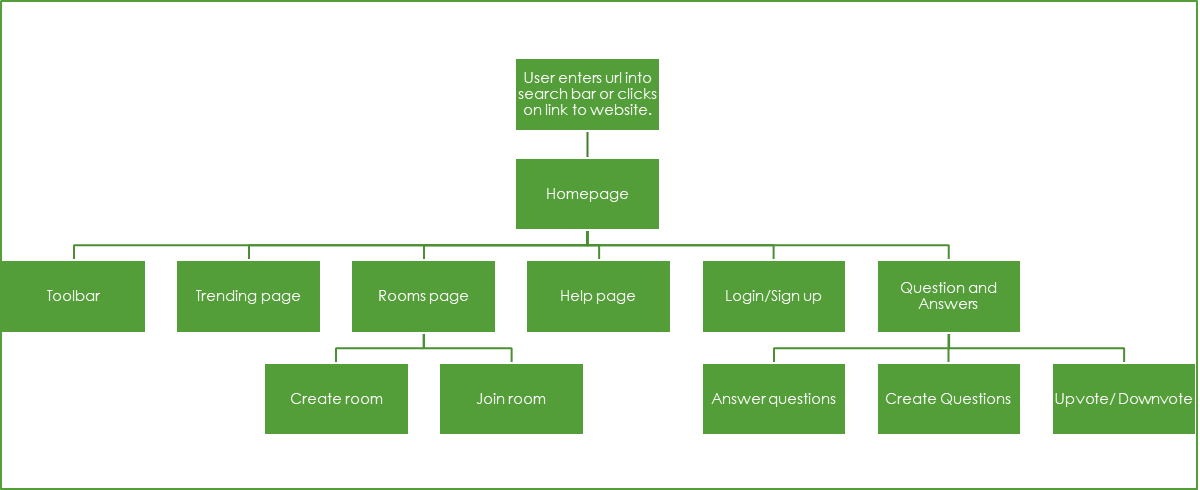 User enters url into
search bar or clicks
on link to website.
Homepage
Toolbar
Trending page
Rooms page
Help page
Login/Sign up
Question and
Answers
Create room
Join room
Answer questions
Create Questions
Upvote/ Downvote